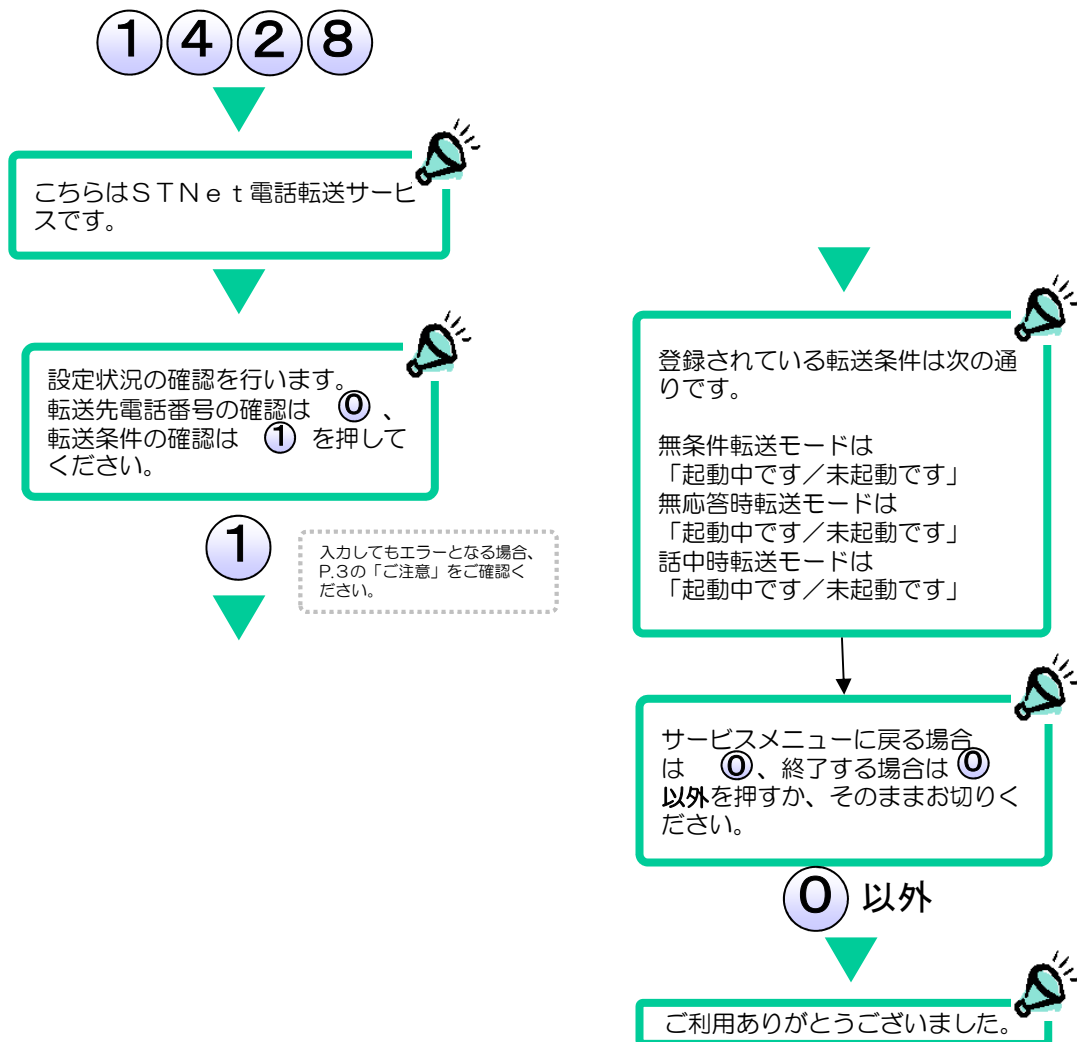 1428
こちらはSTNet電話転送サービ
スです。
設定状況の確認を行います。
転送先電話番号の確認は 0 、
転送条件の確認は 1 を押して
ください。
1
入力してもエラーとなる場合、
P.3の「ご注意」をご確認く
ださい。
登録されている転送条件は次の通
りです。
無条件転送モードは
「起動中です／未起動です」
無応答時転送モードは
「起動中です／未起動です」
話中時転送モードは
「起動中です／未起動です」
サービスメニューに戻る場合
は 0、終了する場合は 0
以外を押すか、そのままお切りく
ださい。
0 以外
ご利用ありがとうございました。